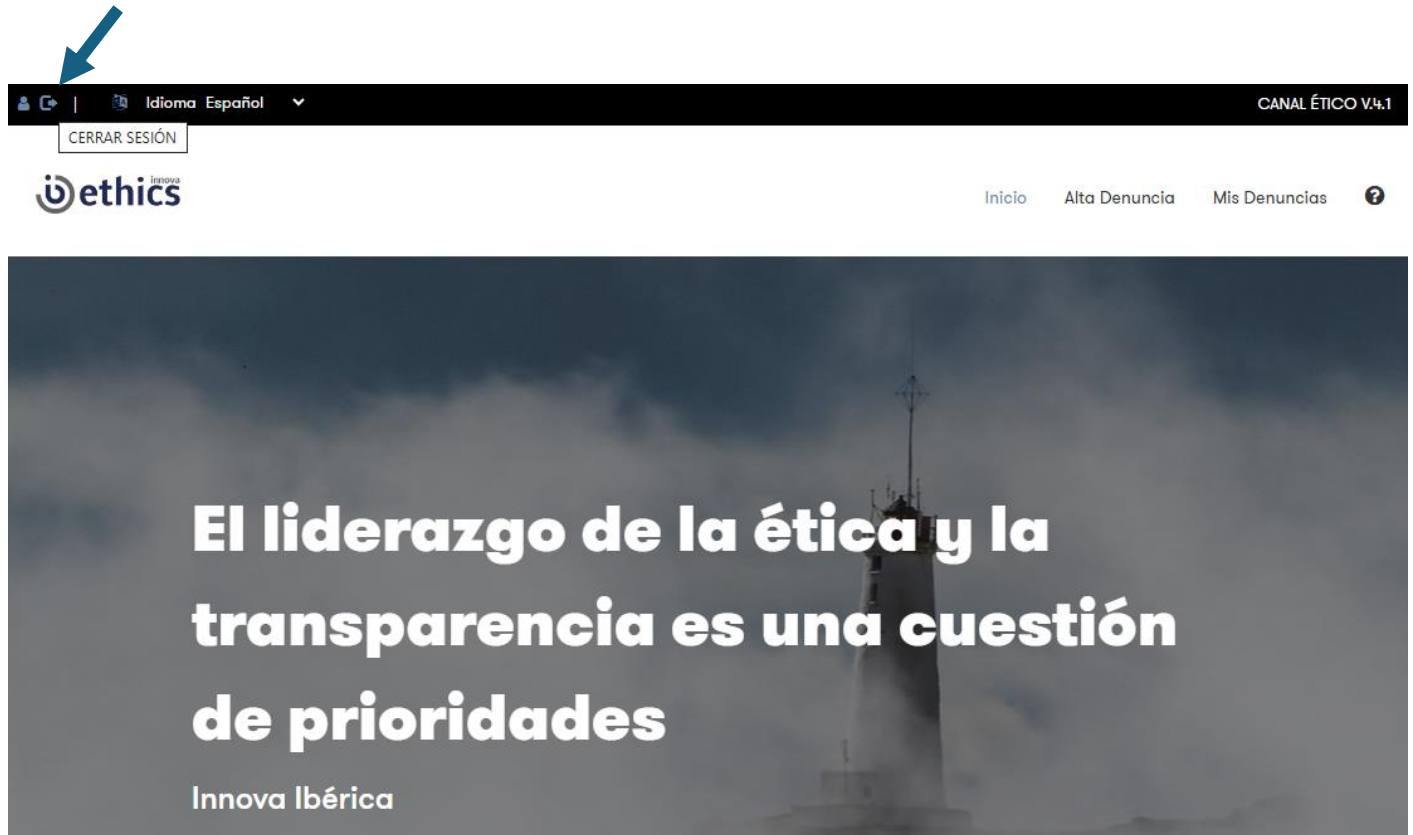 | Idioma Español
CANAL ÉTICO V.4.1
CERRAR SESIÓN
innova
ethics
Inicio Alta Denuncia Mis Denuncias ?
El liderazgo de la ética y la
transparencia es una cuestión
de prioridades
Innova Ibérica